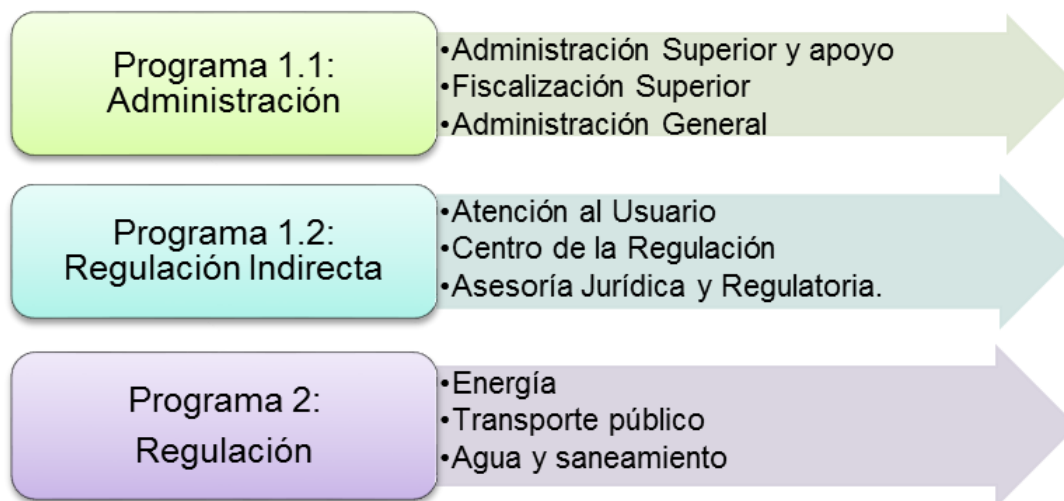 Programa 1.1:
Administración
•Administración Superior y apoyo
•Fiscalización Superior
•Administración General
Programa 1.2:
Regulación Indirecta
•Atención al Usuario
•Centro de la Regulación
•Asesoría Jurídica y Regulatoria.
Programa 2:
Regulación
•Energía
•Transporte público
•Agua y saneamiento